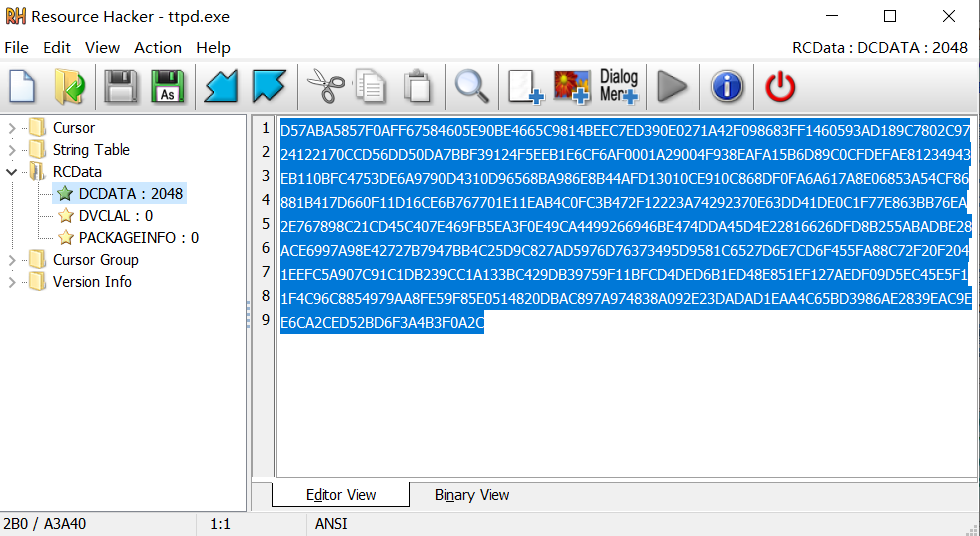 Resource Hacker - ttpd.exe
File Edit View Action Help
RCData : DCDATA : 2048
As
Dialog
Menu
Cursor
String Table
RCData
DCDATA : 2048
DVCLAL : 0
PACKAGEINFO : 0
Cursor Group
Version Info
1 D57ABA5857F0AFF67584605E90BE4665C9814BEEC7ED390E0271A42F098683FF1460593AD189C7802C97
2 24122170CCD56DD50DA7BBF39124F5EEB1E6CF6AF0001A29004F938EAFA15B6D89C0CFDEFAE81234943
3 EB110BFC4753DE6A9790D4310D96568BA986E8B44AFD13010CE910C868DF0FA6A617A8E06853A54CF86
4 881B417D660F11D16CE6B767701E11EAB4C0FC3B472F12223A74292370E63DD41DE0C1F77E863BB76EA
5 2E767898C21CD45C407E469FB5EA3F0E49CA4499266946BE474DDA45D4E22816626DFD8B255ABADBE28
6 ACE6997A98E42727B7947BB4C25D9C827AD5976D76373495D9581C6527D6E7CD6F455FA88C72F20F204
7 1EEFC5A907C91C1DB239CC1A133BC429DB39759F11BFCD4DED6B1ED48E851EF127AEDF09D5EC45E5F1
8 1F4C96C8854979AA8FE59F85E0514820DBAC897A974838A092E23DADAD1EAA4C65BD3986AE2839EAC9E
9 E6CA2CED52BD6F3A4B3F0A2C
Editor View
Binary View
2B0 / A3A40
1:1
ANSI